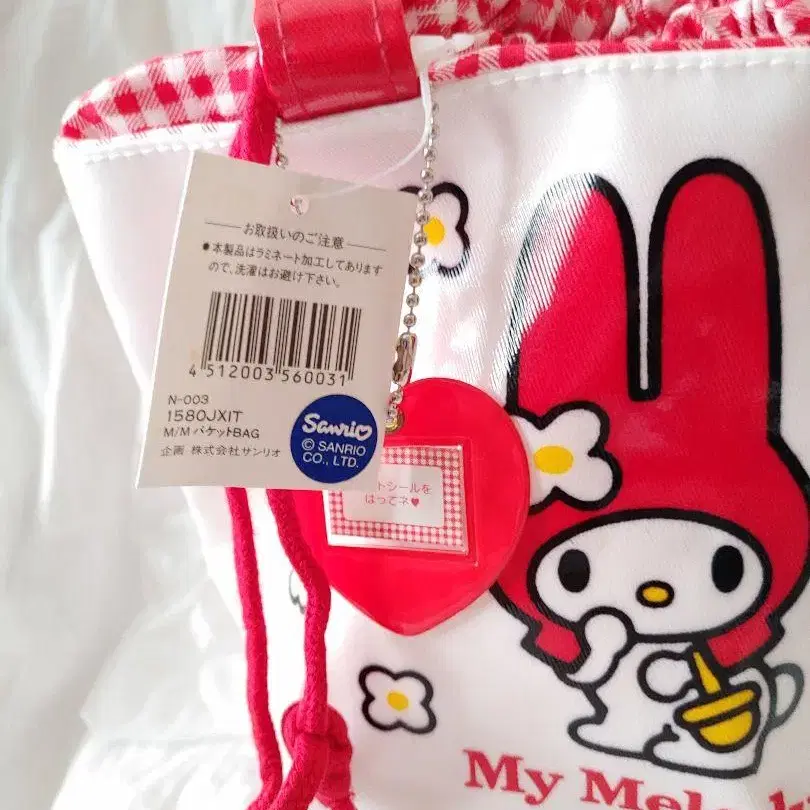 お取扱いのご注意
●本製品はラミネート加工してあります
ので、洗濯はお避け下さい。
4 512003 560031
N-003
1580JXIT
M/M バケットBAG
企画 株式会社サンリオ
Sanrio
© SANRIO
CO., LTD.
トシールを
はってネ♥
My